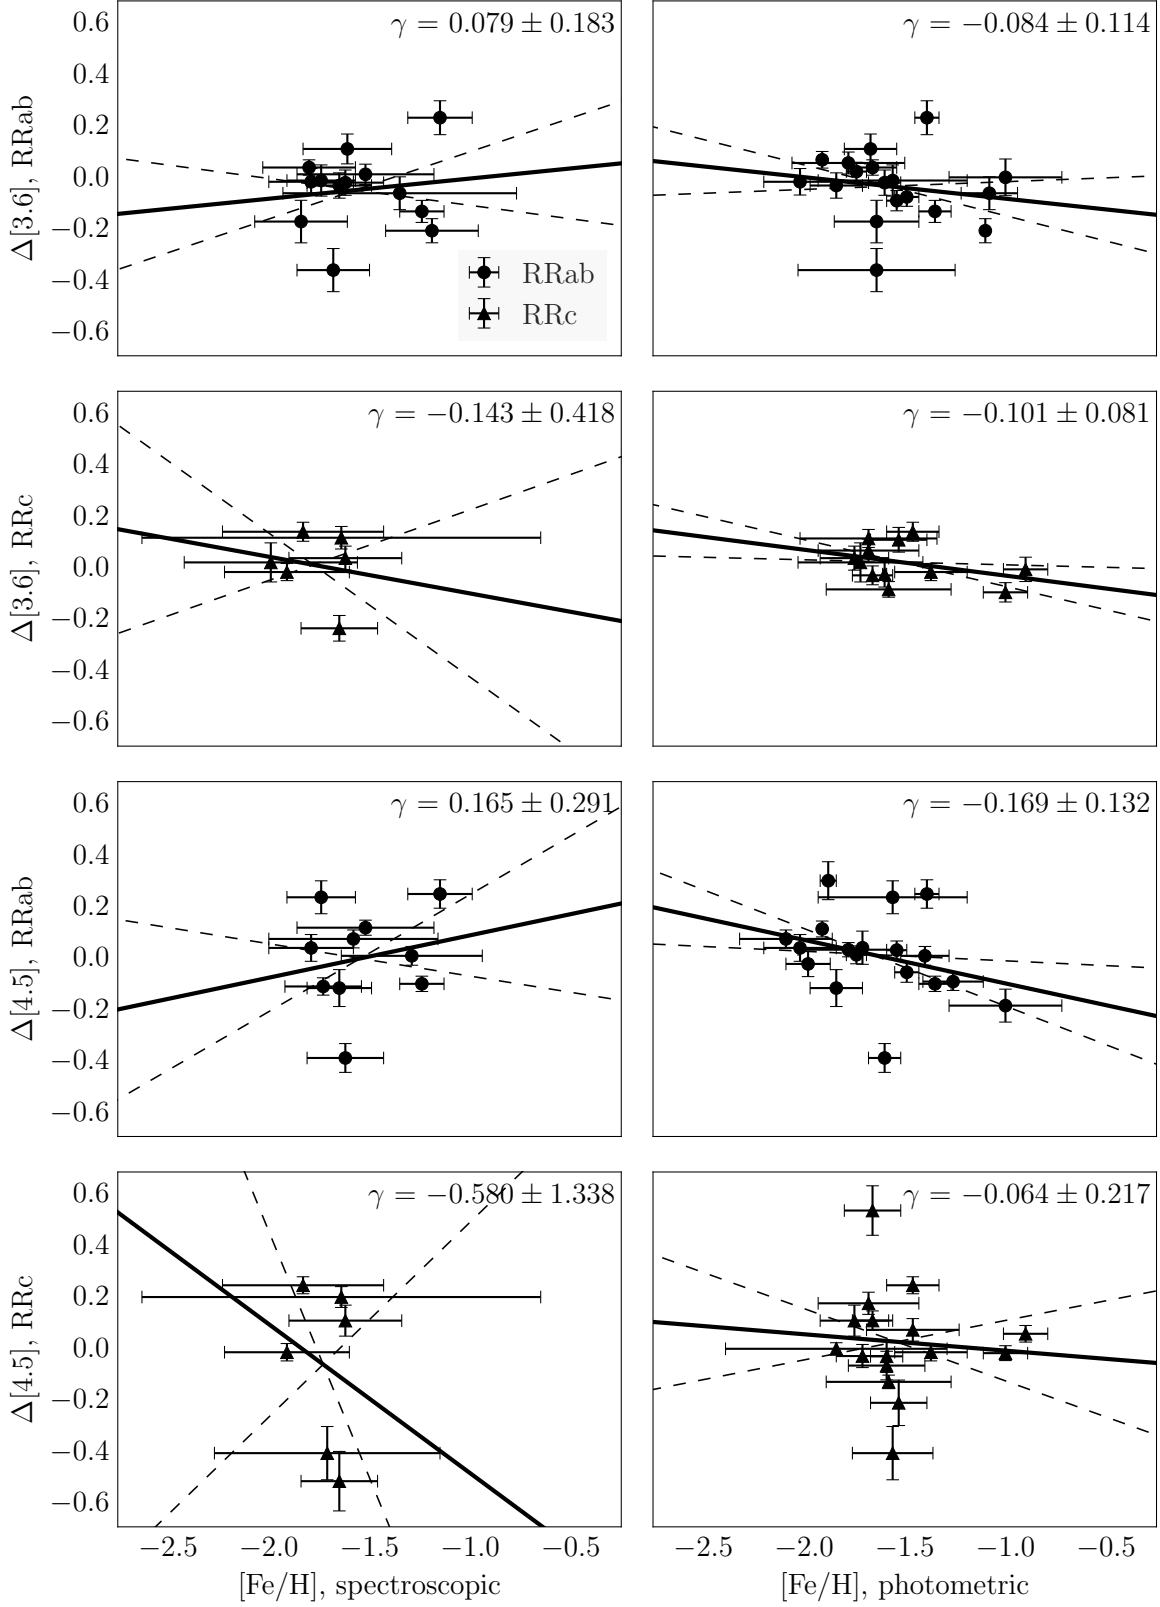 γ = 0.079 ± 0.183
0.6
0.4
0.2
0.0
−0.2
−0.4
−0.6
Δ[3.6], RRab
RRab
RRc
γ = −0.084 ± 0.114
γ = −0.143 ± 0.418
0.6
0.4
0.2
0.0
−0.2
−0.4
−0.6
Δ[3.6], RRc
γ = −0.101 ± 0.081
γ = 0.165 ± 0.291
0.6
0.4
0.2
0.0
−0.2
−0.4
−0.6
Δ[4.5], RRab
γ = −0.169 ± 0.132
γ = −0.580 ± 1.338
0.6
0.4
0.2
0.0
−0.2
−0.4
−0.6
Δ[4.5], RRc
γ = −0.064 ± 0.217
−2.5 −2.0 −1.5 −1.0 −0.5
[Fe/H], spectroscopic
−2.5 −2.0 −1.5 −1.0 −0.5
[Fe/H], photometric